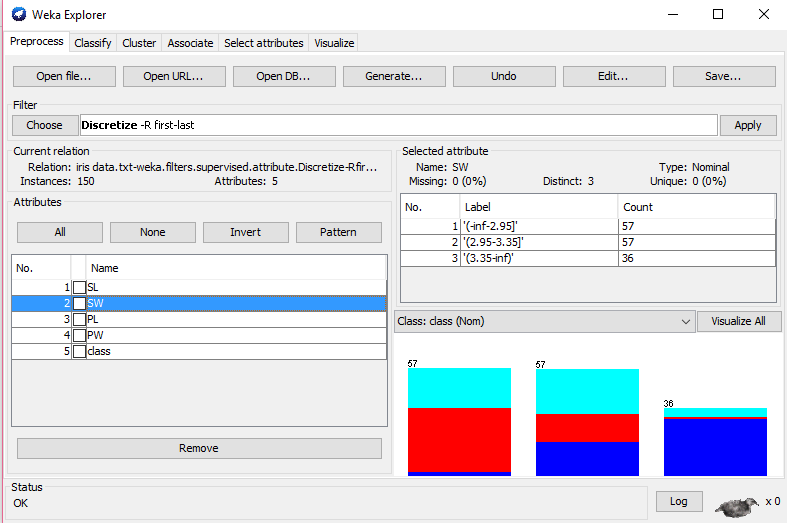 Weka Explorer
Preprocess Classify Cluster Associate Select attributes Visualize
Open file... Open URL... Open DB... Generate... Undo Edit... Save...
Filter
Choose Discretize -R first-last Apply
Current relation
Relation: iris data.txt-weka.filters.supervised.attribute.Discretize-Rfir...
Instances: 150 Attributes: 5
Selected attribute
Name: SW Type: Nominal
Missing: 0 (0%) Distinct: 3 Unique: 0 (0%)
Attributes
All None Invert Pattern
No. Name
1 SL
2 SW
3 PL
4 PW
5 class
Remove
No. Label Count
1 '(-inf-2.95]' 57
2 '(2.95-3.35]' 57
3 '(3.35-inf)' 36
Class: class (Nom) Visualize All
57 57 36
Status
OK
Log x 0